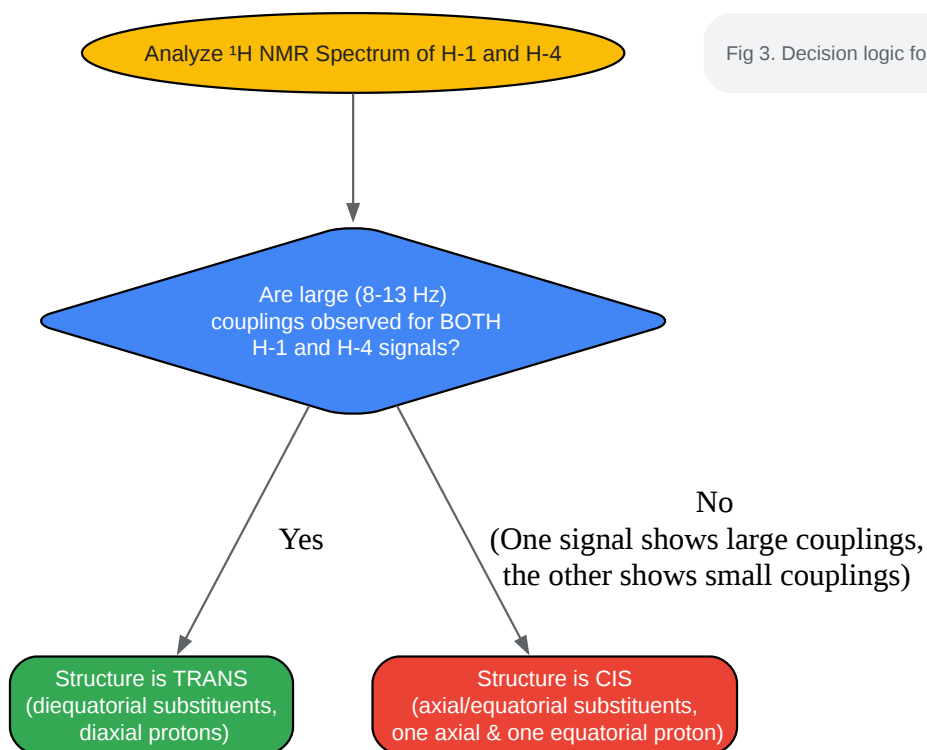 Analyze ¹H NMR Spectrum of H-1 and H-4
Fig 3. Decision logic fo
Are large (8-13 Hz)
couplings observed for BOTH
H-1 and H-4 signals?
Yes
No
(One signal shows large couplings,
the other shows small couplings)
Structure is TRANS
(diequatorial substituents,
diaxial protons)
Structure is CIS
(axial/equatorial substituents,
one axial & one equatorial proton)